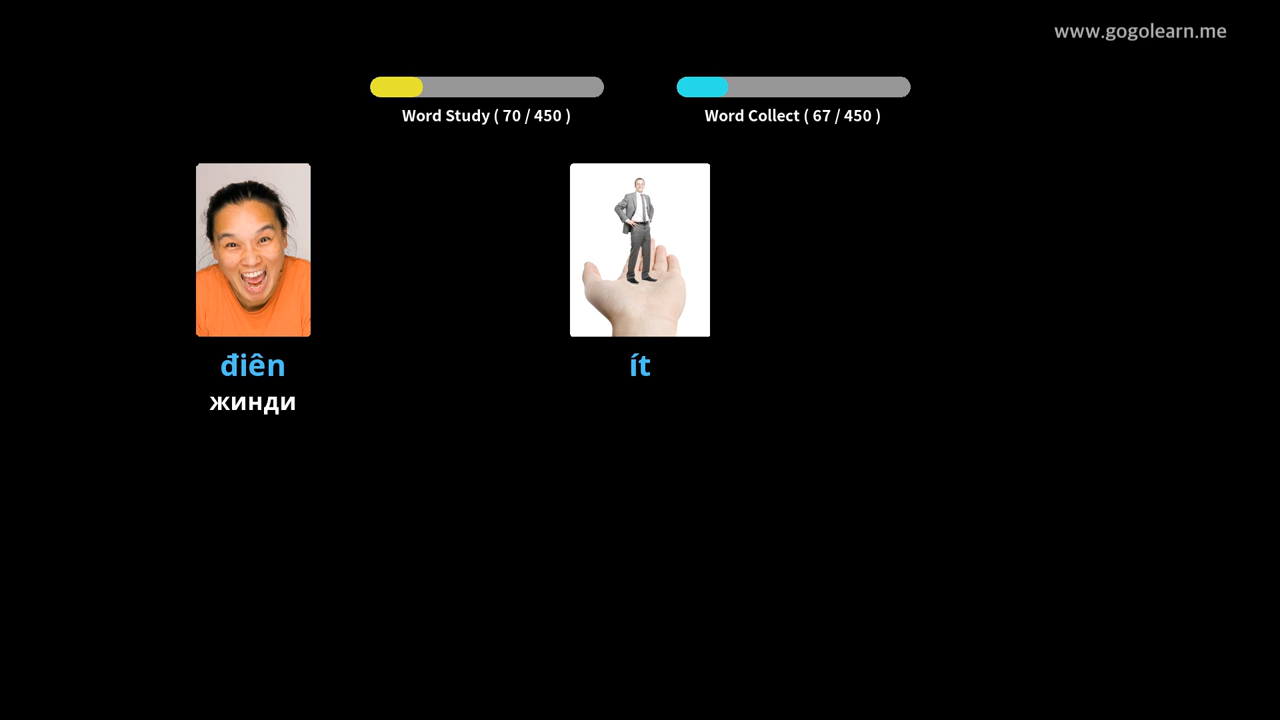 www.gogolearn.me
Word Study ( 70 / 450 )
Word Collect ( 67 / 450 )
điên
ít
жинди